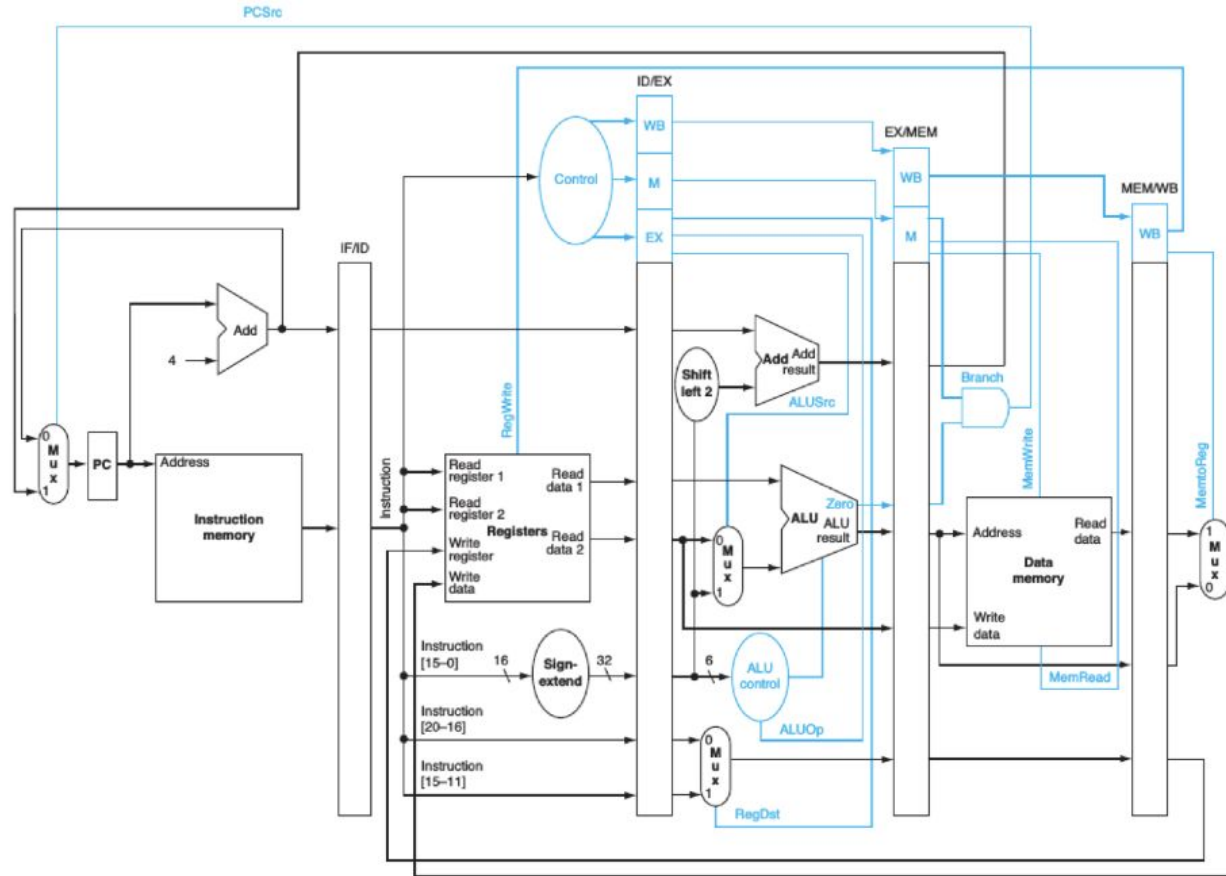 PCSrc
ID/EX
WB
EX/MEM
Control
M
WB
MEM/WB
EX
M
WB
IF/ID
Add
4
Add
Add
result
Shift
left 2
Branch
ALUSrc
RegWrite
MemWrite
MemtoReg
0
M
u
x
1
PC
Address
Instruction
memory
Instruction
Read
register 1
Read
register 2
Write
register
Write
data
Registers
Read
data 1
Read
data 2
0
M
u
x
1
Zero
ALU
ALU
result
Address
Read
data
Data
memory
Write
data
1
M
u
x
0
Instruction
[15–0]
16
Sign-
extend
32
6
ALU
control
MemRead
Instruction
[20–16]
ALUOp
Instruction
[15–11]
0
M
u
x
1
RegDst